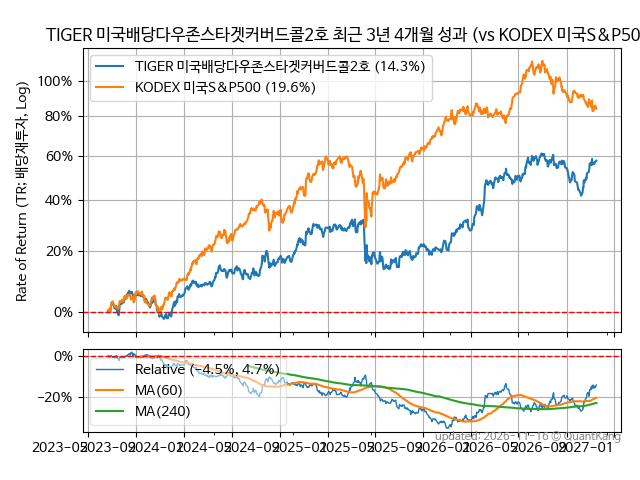 TIGER 미국배당다우존스타겟커버드콜2호 최근 3년 4개월 성과 (vs KODEX 미국S&P50
Rate of Return (TR: 배당재투자, Log)
TIGER 미국배당다우존스타겟커버드콜2호 (14.3%)
KODEX 미국S&P500 (19.6%)
100%
80%
60%
40%
20%
0%
0%
−20%
Relative (−4.5%, 4.7%)
MA(60)
MA(240)
updated: 2026-11-16 © QuantKang
2023-05 2023-09 2024-01 2024-05 2024-09 2025-01 2025-05 2025-09 2026-01 2026-05 2026-09 2027-01